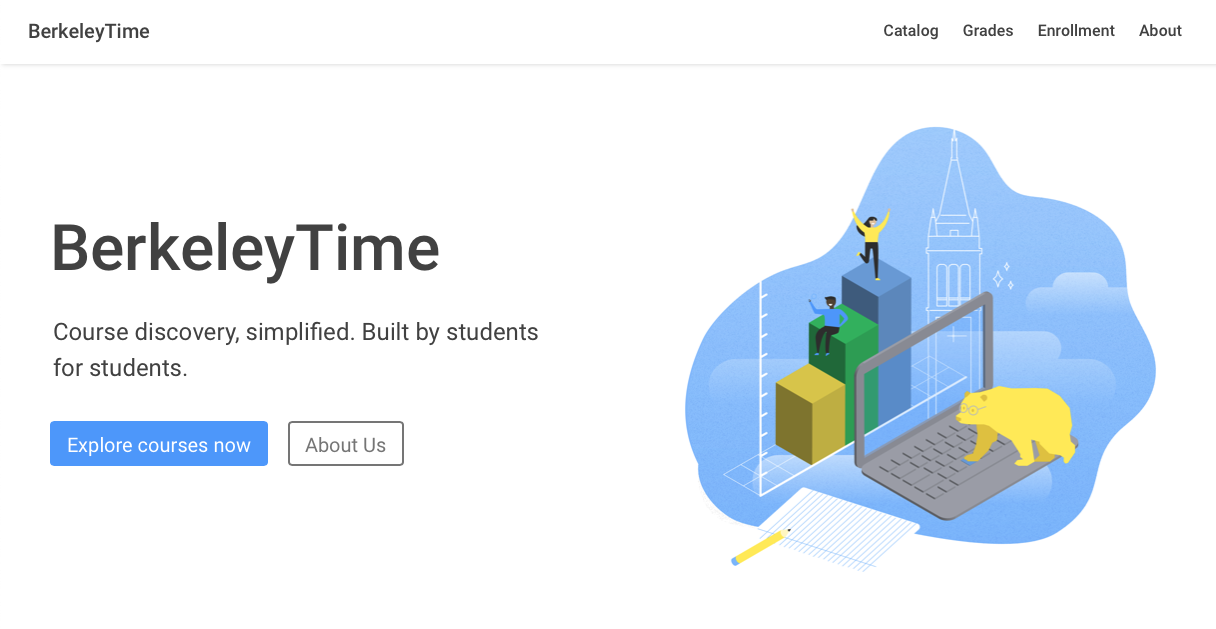 BerkeleyTime
Catalog Grades Enrollment About
BerkeleyTime
Course discovery, simplified. Built by students
for students.
Explore courses now
About Us